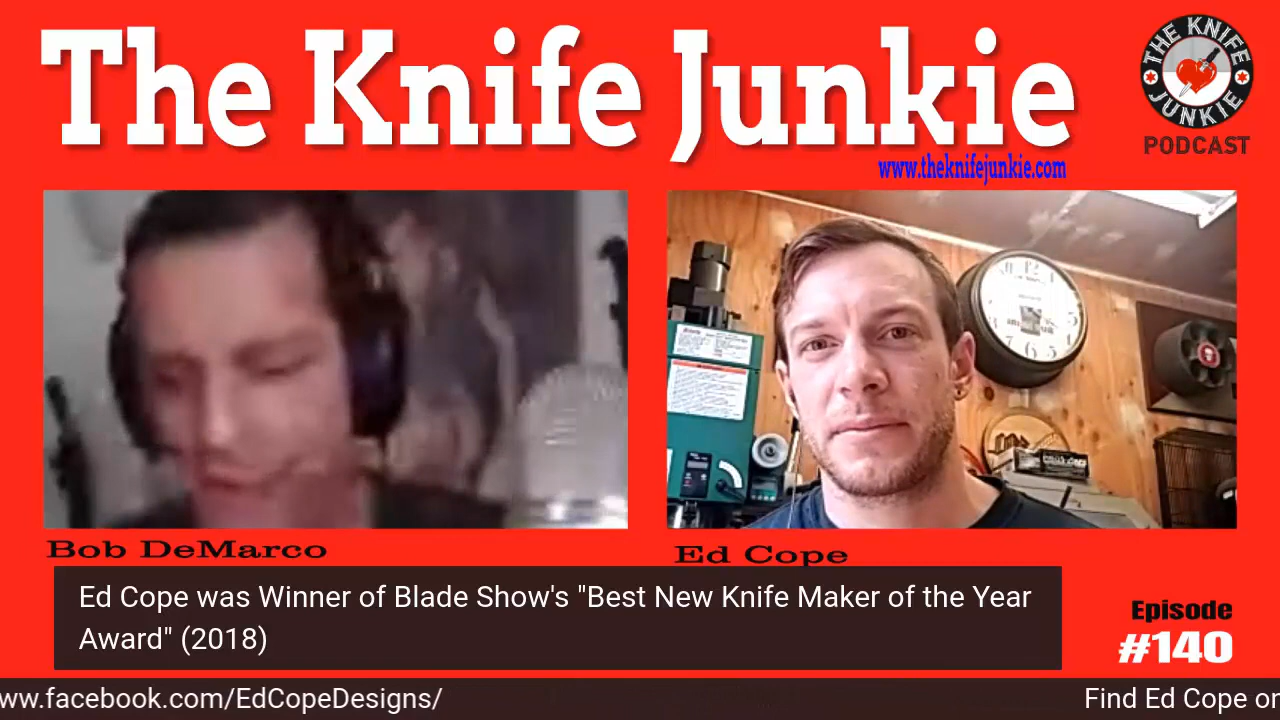 The Knife Junkie
www.theknifejunkie.com
THE KNIFE
JUNKIE
PODCAST
Bob DeMarco
Ed Cope
Ed Cope was Winner of Blade Show's "Best New Knife Maker of the Year
Award" (2018)
Episode
#140
ww.facebook.com/EdCopeDesigns/
Find Ed Cope on